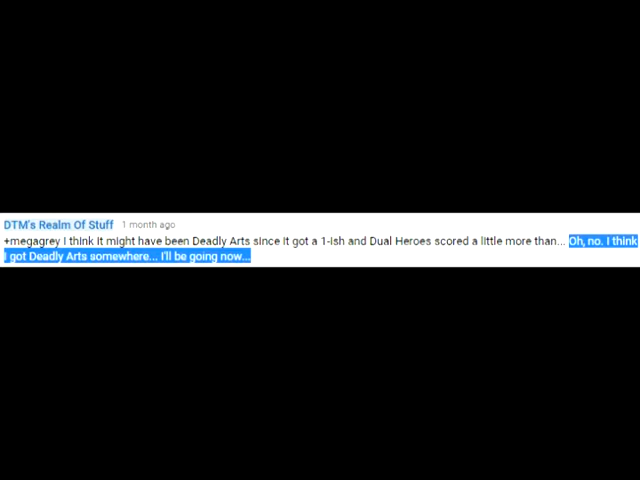 DTM's Realm Of Stuff 1 month ago
+megagrey I think it might have been Deadly Arts since it got a 1-ish and Dual Heroes scored a little more than... Oh, no. I think
I got Deadly Arts somewhere... I'll be going now...